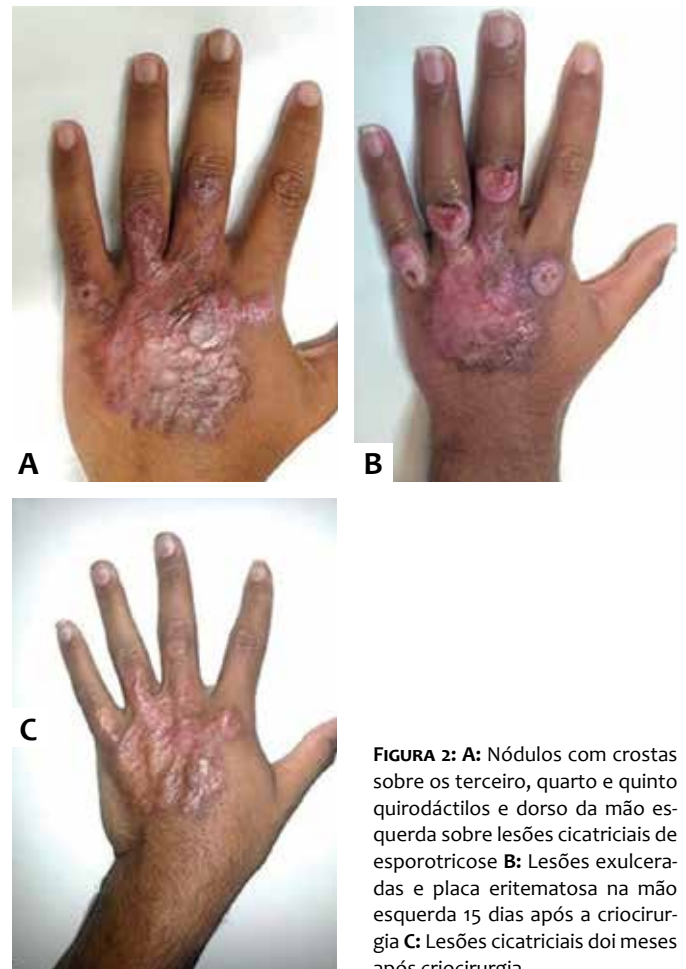 A
B
C
FIGURA 2: A: Nódulos com crostas
sobre os terceiro, quarto e quinto
quirodáctilos e dorso da mão es-
querda sobre lesões cicatriciais de
esporotricose B: Lesões exulcera-
das e placa eritematosa na mão
esquerda 15 dias após a criocirur-
gia C: Lesões cicatriciais doi meses
após criocirurgia